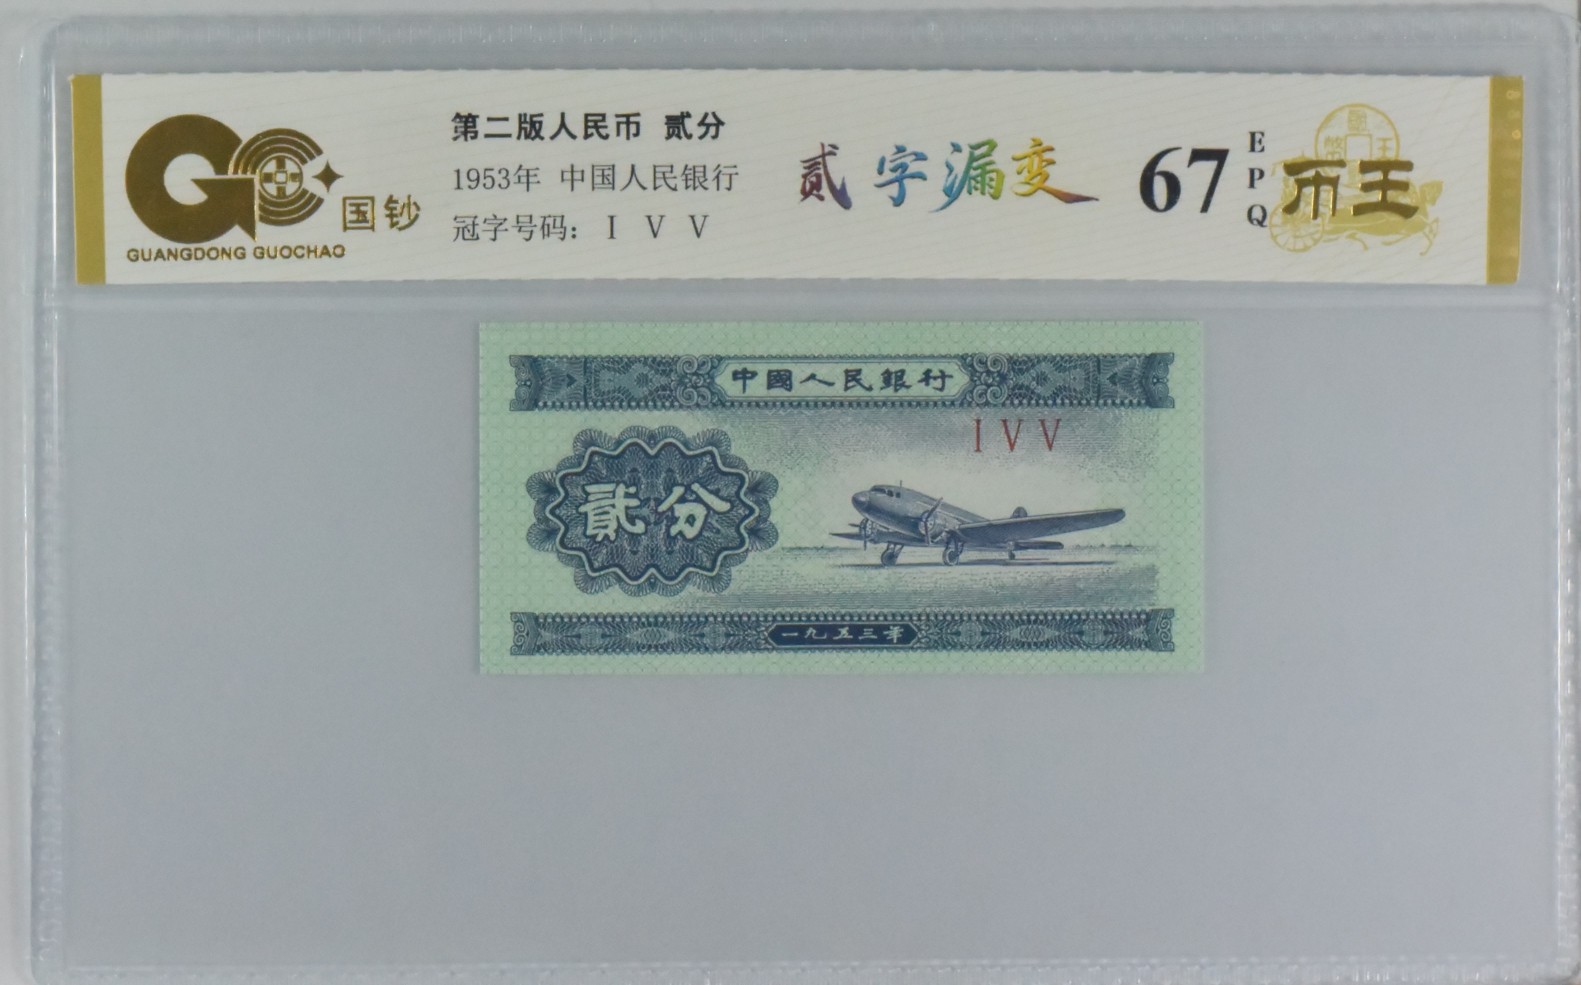 国钞
GUANGDONG GUOCHAO
第二版人民币 贰分
1953年 中国人民银行
冠字号码: I V V
贰字漏变
67
EPQ
币王
中國人民銀行
I V V
貳分
一九五三年